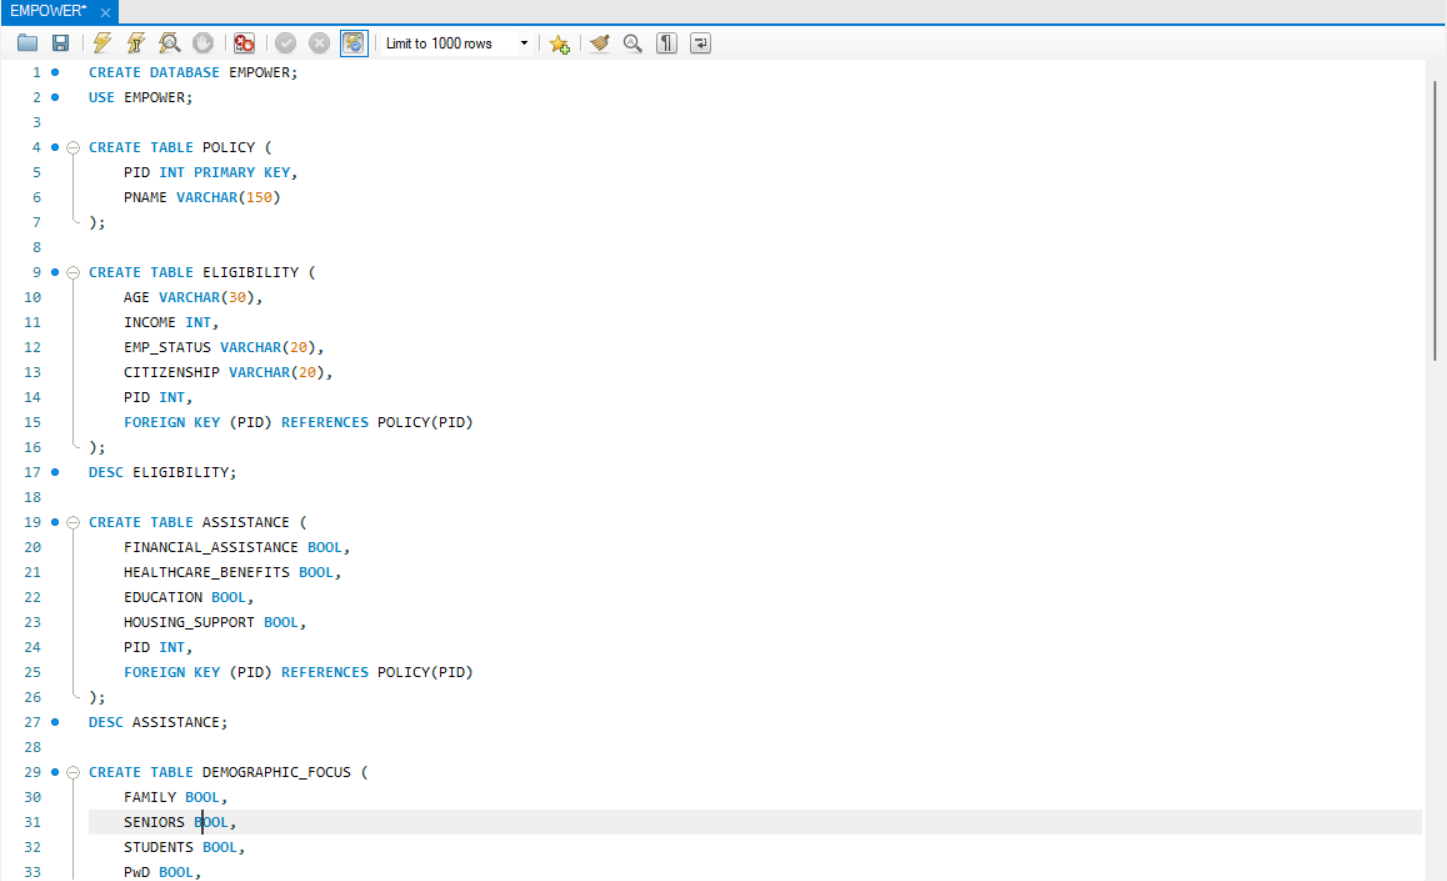 EMPOWER*
Limit to 1000 rows
1 CREATE DATABASE EMPOWER;
2 USE EMPOWER;
3
4 CREATE TABLE POLICY (
5 PID INT PRIMARY KEY,
6 PNAME VARCHAR(150)
7 );
8
9 CREATE TABLE ELIGIBILITY (
10 AGE VARCHAR(30),
11 INCOME INT,
12 EMP_STATUS VARCHAR(20),
13 CITIZENSHIP VARCHAR(20),
14 PID INT,
15 FOREIGN KEY (PID) REFERENCES POLICY(PID)
16 );
17 DESC ELIGIBILITY;
18
19 CREATE TABLE ASSISTANCE (
20 FINANCIAL_ASSISTANCE BOOL,
21 HEALTHCARE_BENEFITS BOOL,
22 EDUCATION BOOL,
23 HOUSING_SUPPORT BOOL,
24 PID INT,
25 FOREIGN KEY (PID) REFERENCES POLICY(PID)
26 );
27 DESC ASSISTANCE;
28
29 CREATE TABLE DEMOGRAPHIC_FOCUS (
30 FAMILY BOOL,
31 SENIORS BOOL,
32 STUDENTS BOOL,
33 PwD BOOL,